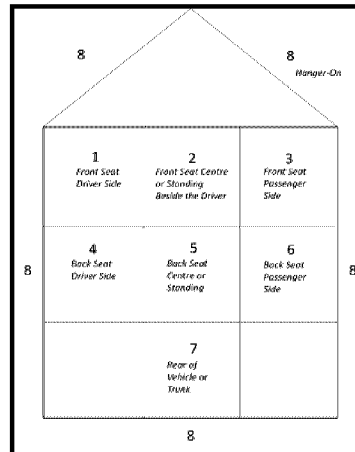 8
8
Hanger-On
1
Front Seat
Driver Side
2
Front Seat Centre
or Standing
Beside the Driver
3
Front Seat
Passenger
Side
8
4
Back Seat
Driver Side
5
Back Seat
Centre or
Standing
6
Back Seat
Passenger
Side
8
7
Rear of
Vehicle or
Trunk
8